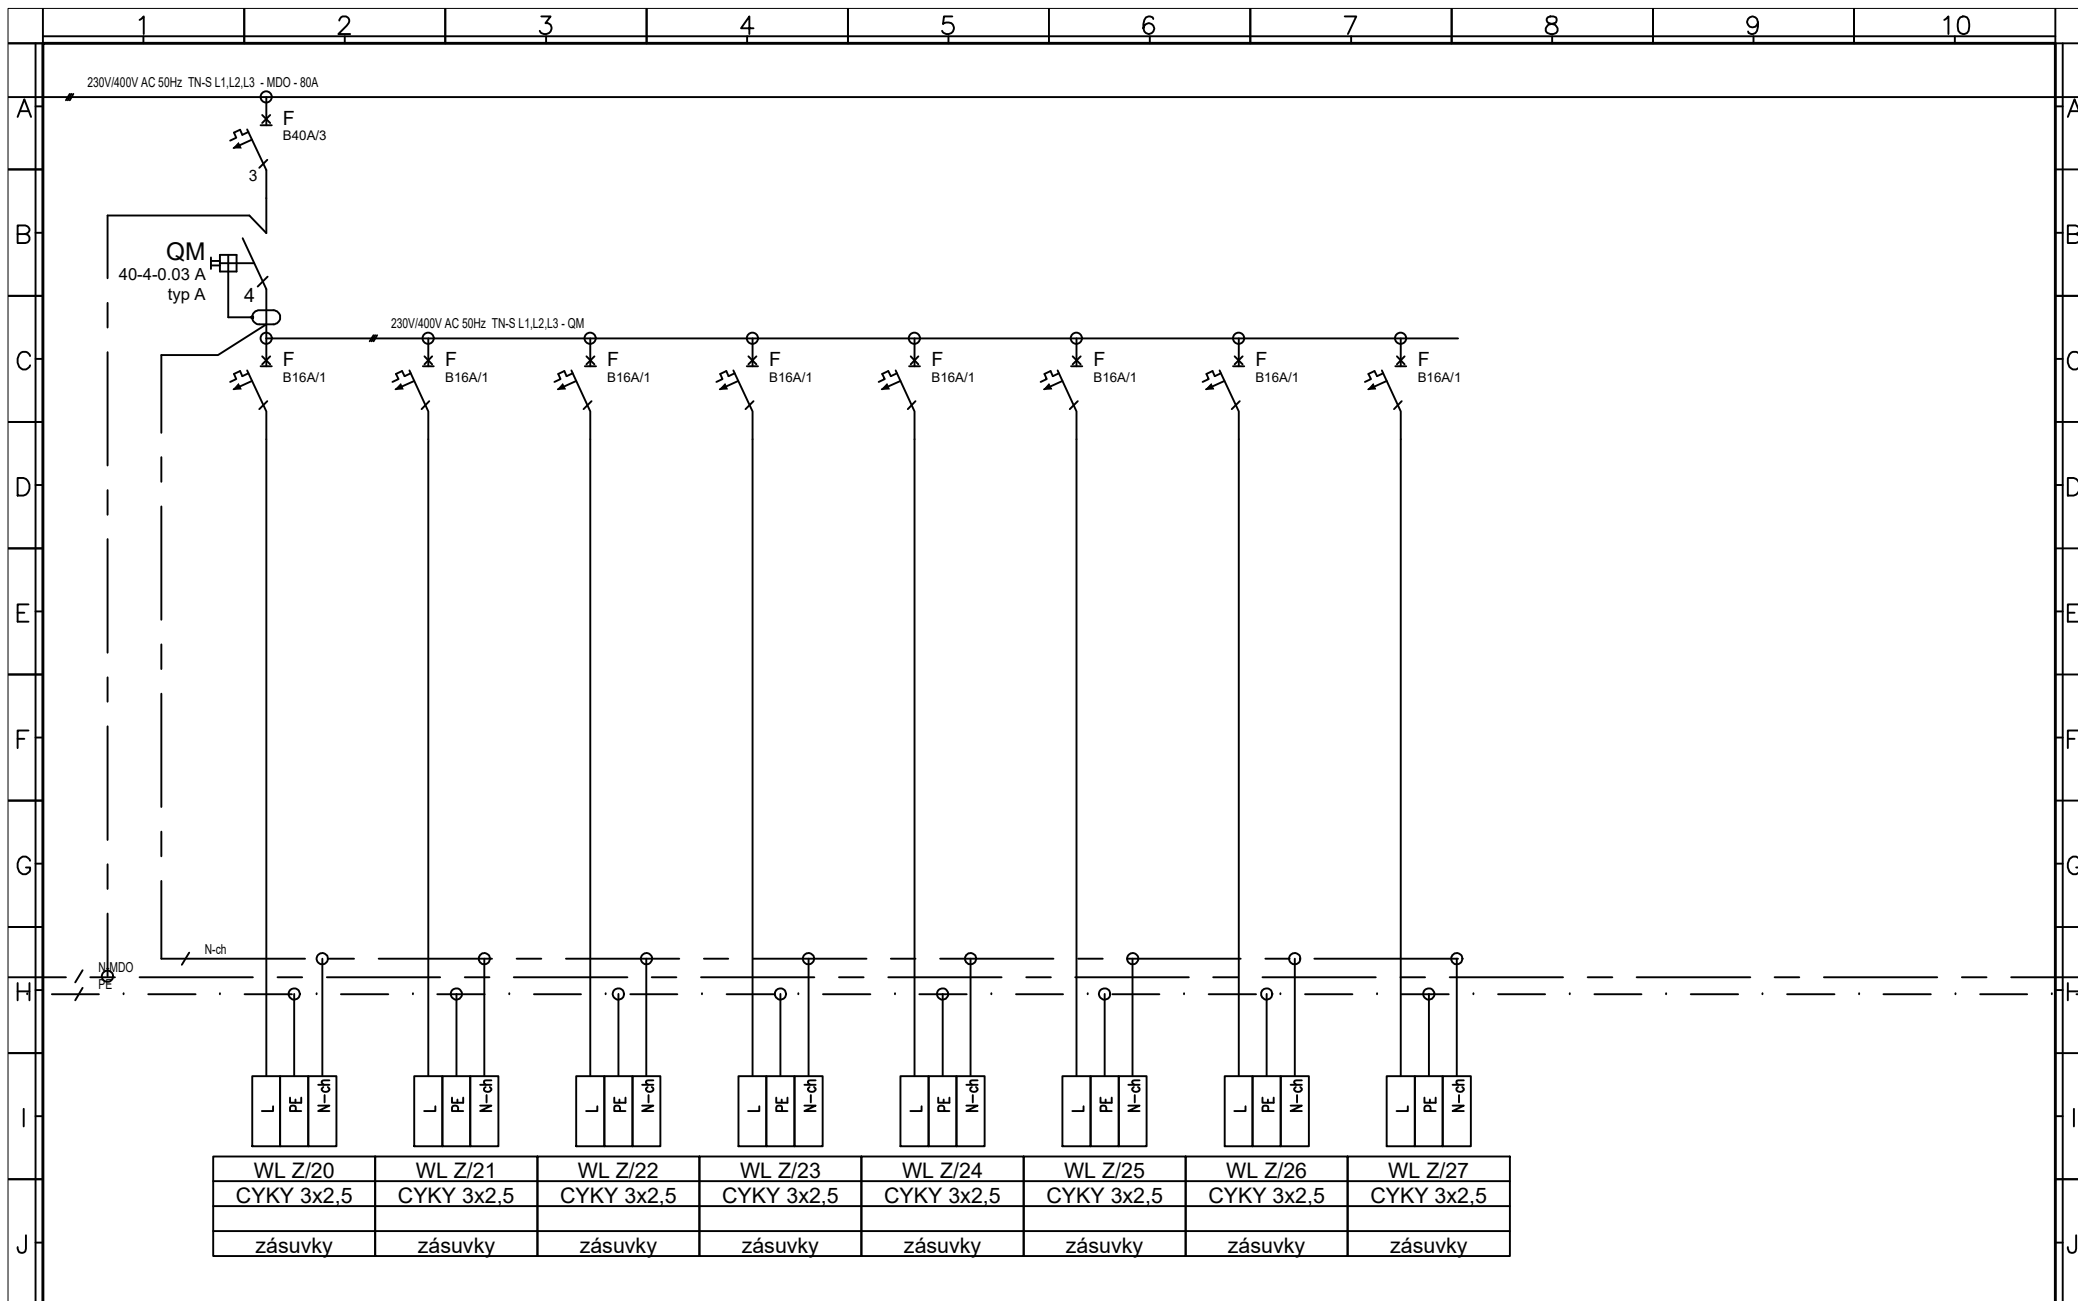 1 2 3 4 5 6 7 8 9 10
230V/400V AC 50Hz TN-S L1,L2,L3 - MDO - 80A
A A
F
B40A/3
3
B B
QM
40-4-0.03 A
typ A
4
230V/400V AC 50Hz TN-S L1,L2,L3 - QM
C F F F F F F F F C
B16A/1 B16A/1 B16A/1 B16A/1 B16A/1 B16A/1 B16A/1 B16A/1
D D
E E
F F
G G
N-ch
N-MDO
PE
H H
L PE N-ch L PE N-ch L PE N-ch L PE N-ch L PE N-ch L PE N-ch L PE N-ch L PE N-ch
I I
WL Z/20 WL Z/21 WL Z/22 WL Z/23 WL Z/24 WL Z/25 WL Z/26 WL Z/27
CYKY 3x2,5 CYKY 3x2,5 CYKY 3x2,5 CYKY 3x2,5 CYKY 3x2,5 CYKY 3x2,5 CYKY 3x2,5 CYKY 3x2,5
J zásuvky zásuvky zásuvky zásuvky zásuvky zásuvky zásuvky zásuvky J